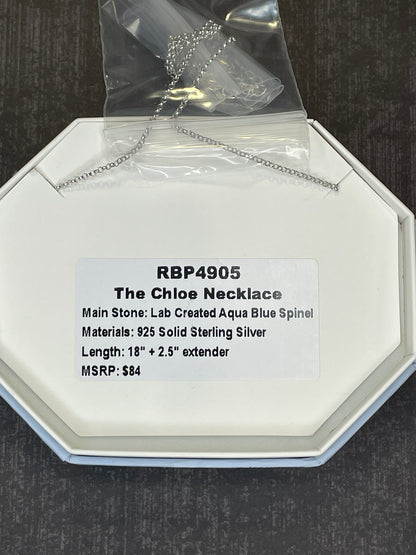 RBP4905
The Chloe Necklace
Main Stone: Lab Created Aqua Blue Spinel
Materials: 925 Solid Sterling Silver
Length: 18" + 2.5" extender
MSRP: $84